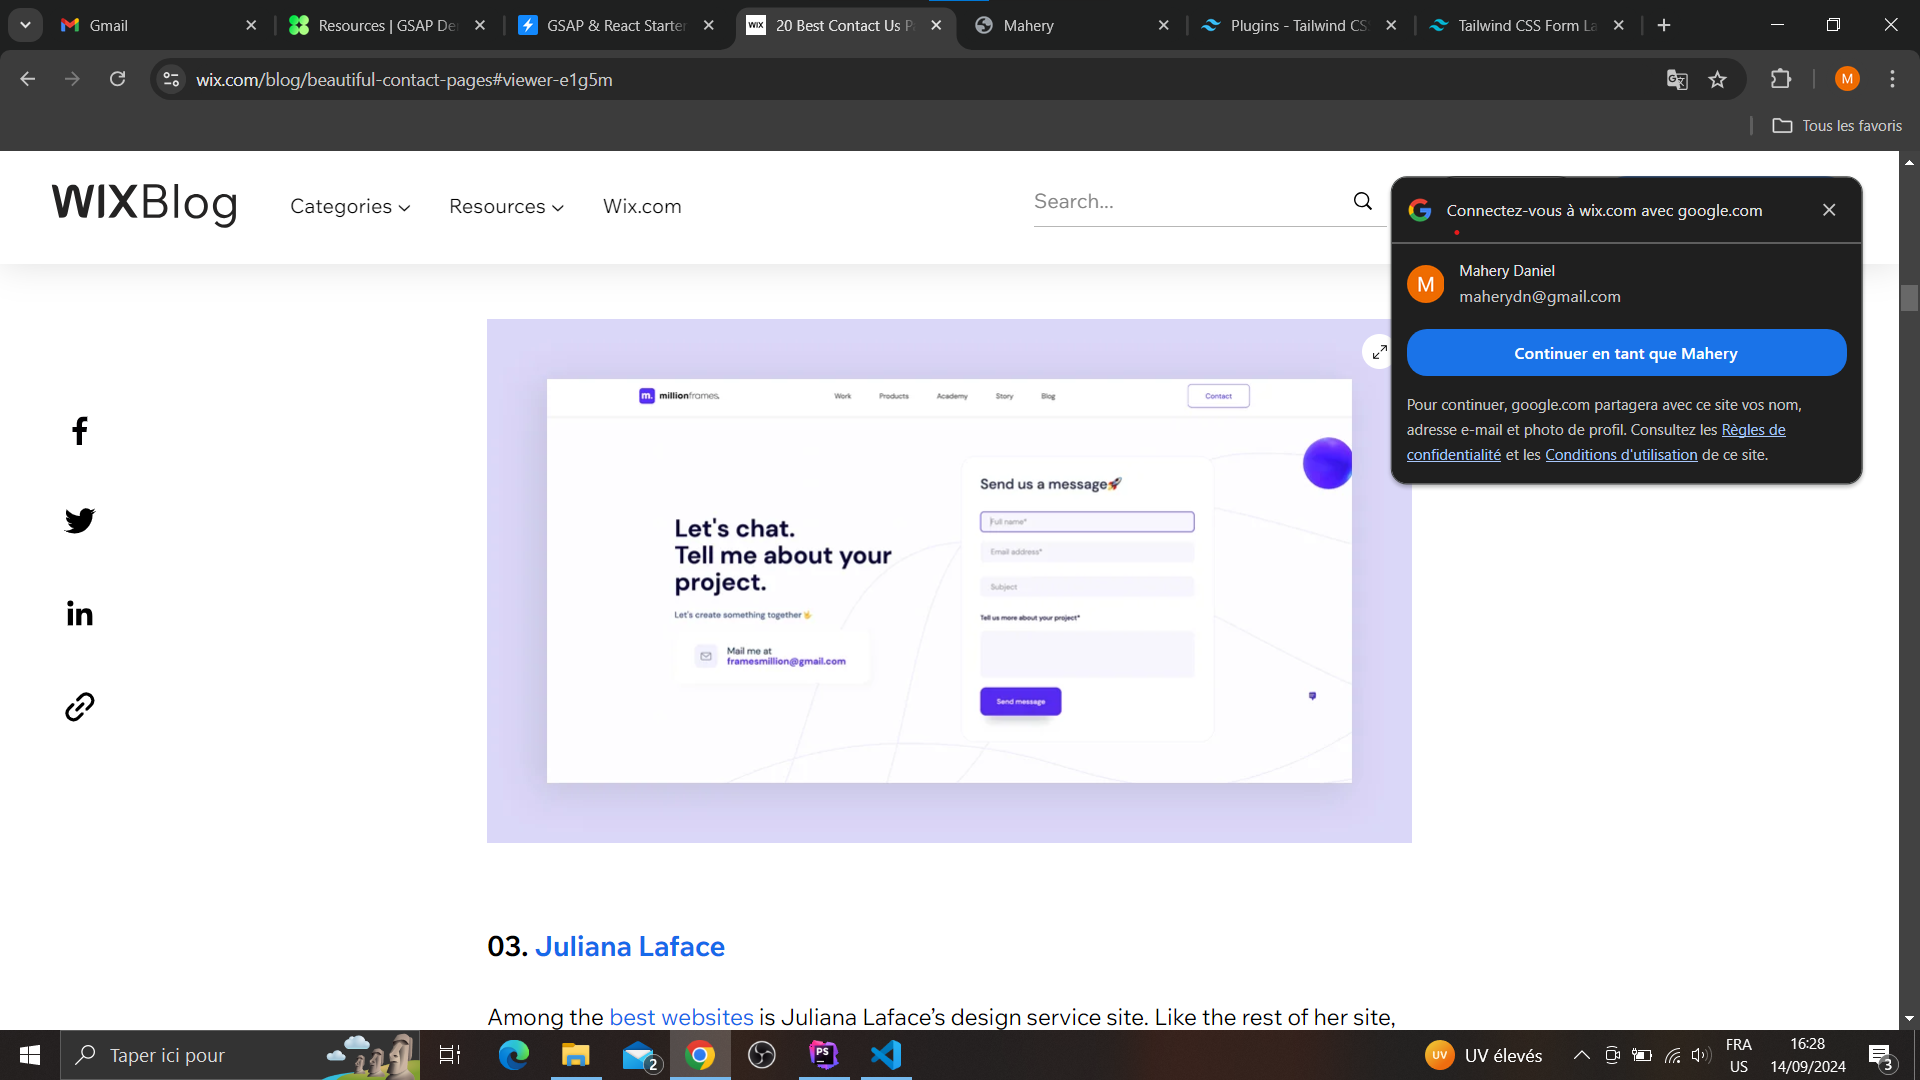 Gmail
Resources | GSAP De
GSAP & React Starter
WIX 20 Best Contact Us P
Mahery
Plugins - Tailwind CS
Tailwind CSS Form La
wix.com/blog/beautiful-contact-pages#viewer-e1g5m
M
Tous les favoris
WIXBlog
Categories
Resources
Wix.com
Search...
Connectez-vous à wix.com avec google.com
M
Mahery Daniel
maherydn@gmail.com
Continuer en tant que Mahery
Pour continuer, google.com partagera avec ce site vos nom,
adresse e-mail et photo de profil. Consultez les Règles de
confidentialité et les Conditions d'utilisation de ce site.
m. millionframes.
Work
Products
Academy
Story
Blog
Contact
Let's chat.
Tell me about your
project.
Let's create something together👋
Mail me at
framesmillion@gmail.com
Send us a message🚀
Full name*
Email address*
Subject
Tell us more about your project*
Send message
03. Juliana Laface
Among the best websites is Juliana Laface’s design service site. Like the rest of her site,
Taper ici pour
2
PS
UV
UV élevés
FRA
US
16:28
14/09/2024
3